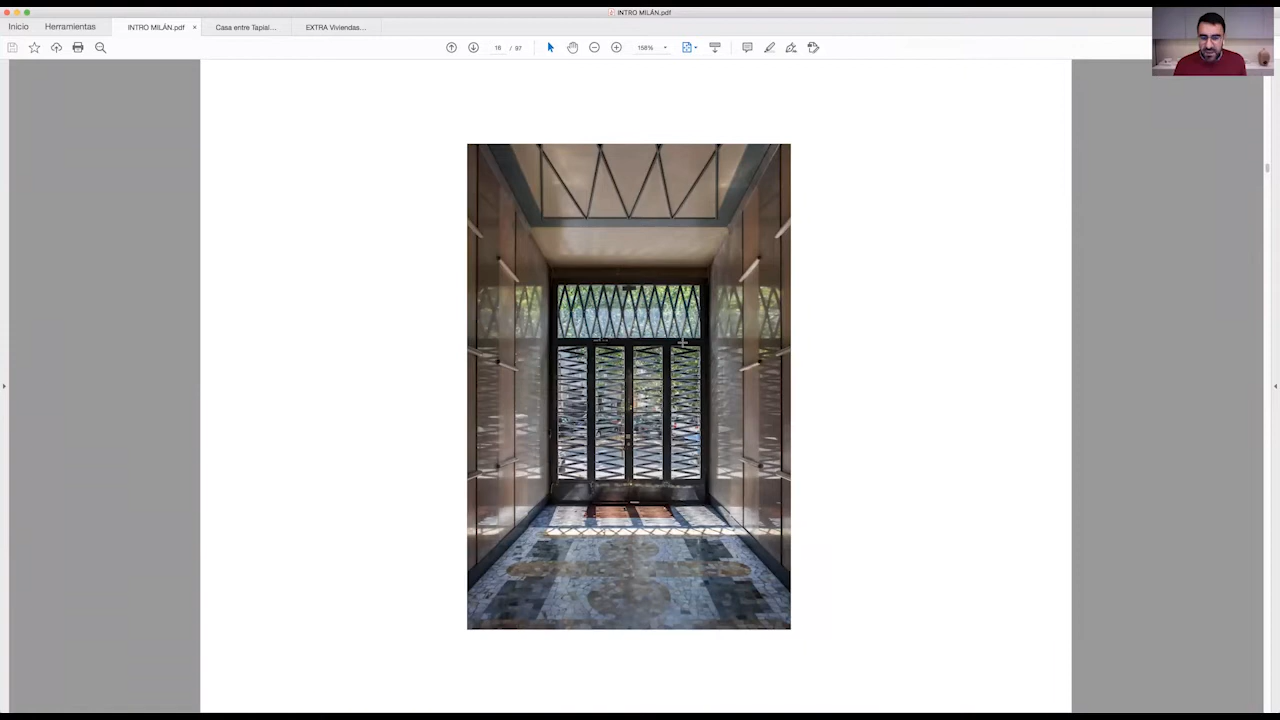 INTRO MILÁN.pdf
Inicio
Herramientas
INTRO MILÁN.pdf ×
Casa entre Tapial...
EXTRA Viviendas...
16 / 97
158%